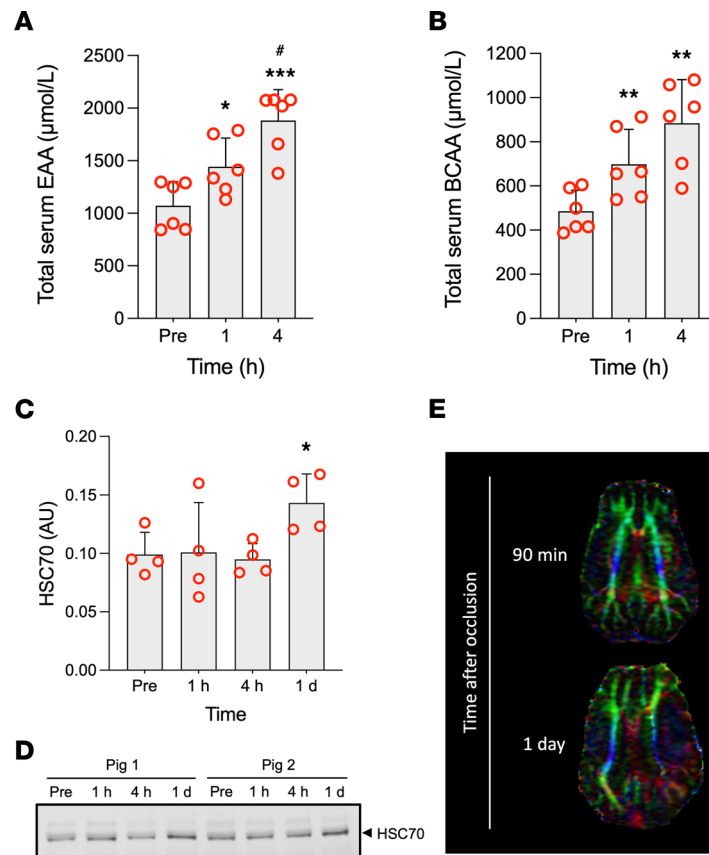 A
Total serum EAA (µmol/L)
2500
2000
1500
1000
500
0
*
#
***
Pre
1
4
Time (h)
B
Total serum BCAA (µmol/L)
1200
1000
800
600
400
200
0
**
**
Pre
1
4
Time (h)
C
HSC70 (AU)
0.20
0.15
0.10
0.05
0.00
*
Pre
1 h
4 h
1 d
Time
D
Pig 1
Pig 2
Pre 1 h 4 h 1 d Pre 1 h 4 h 1 d
HSC70
E
Time after occlusion
90 min
1 day